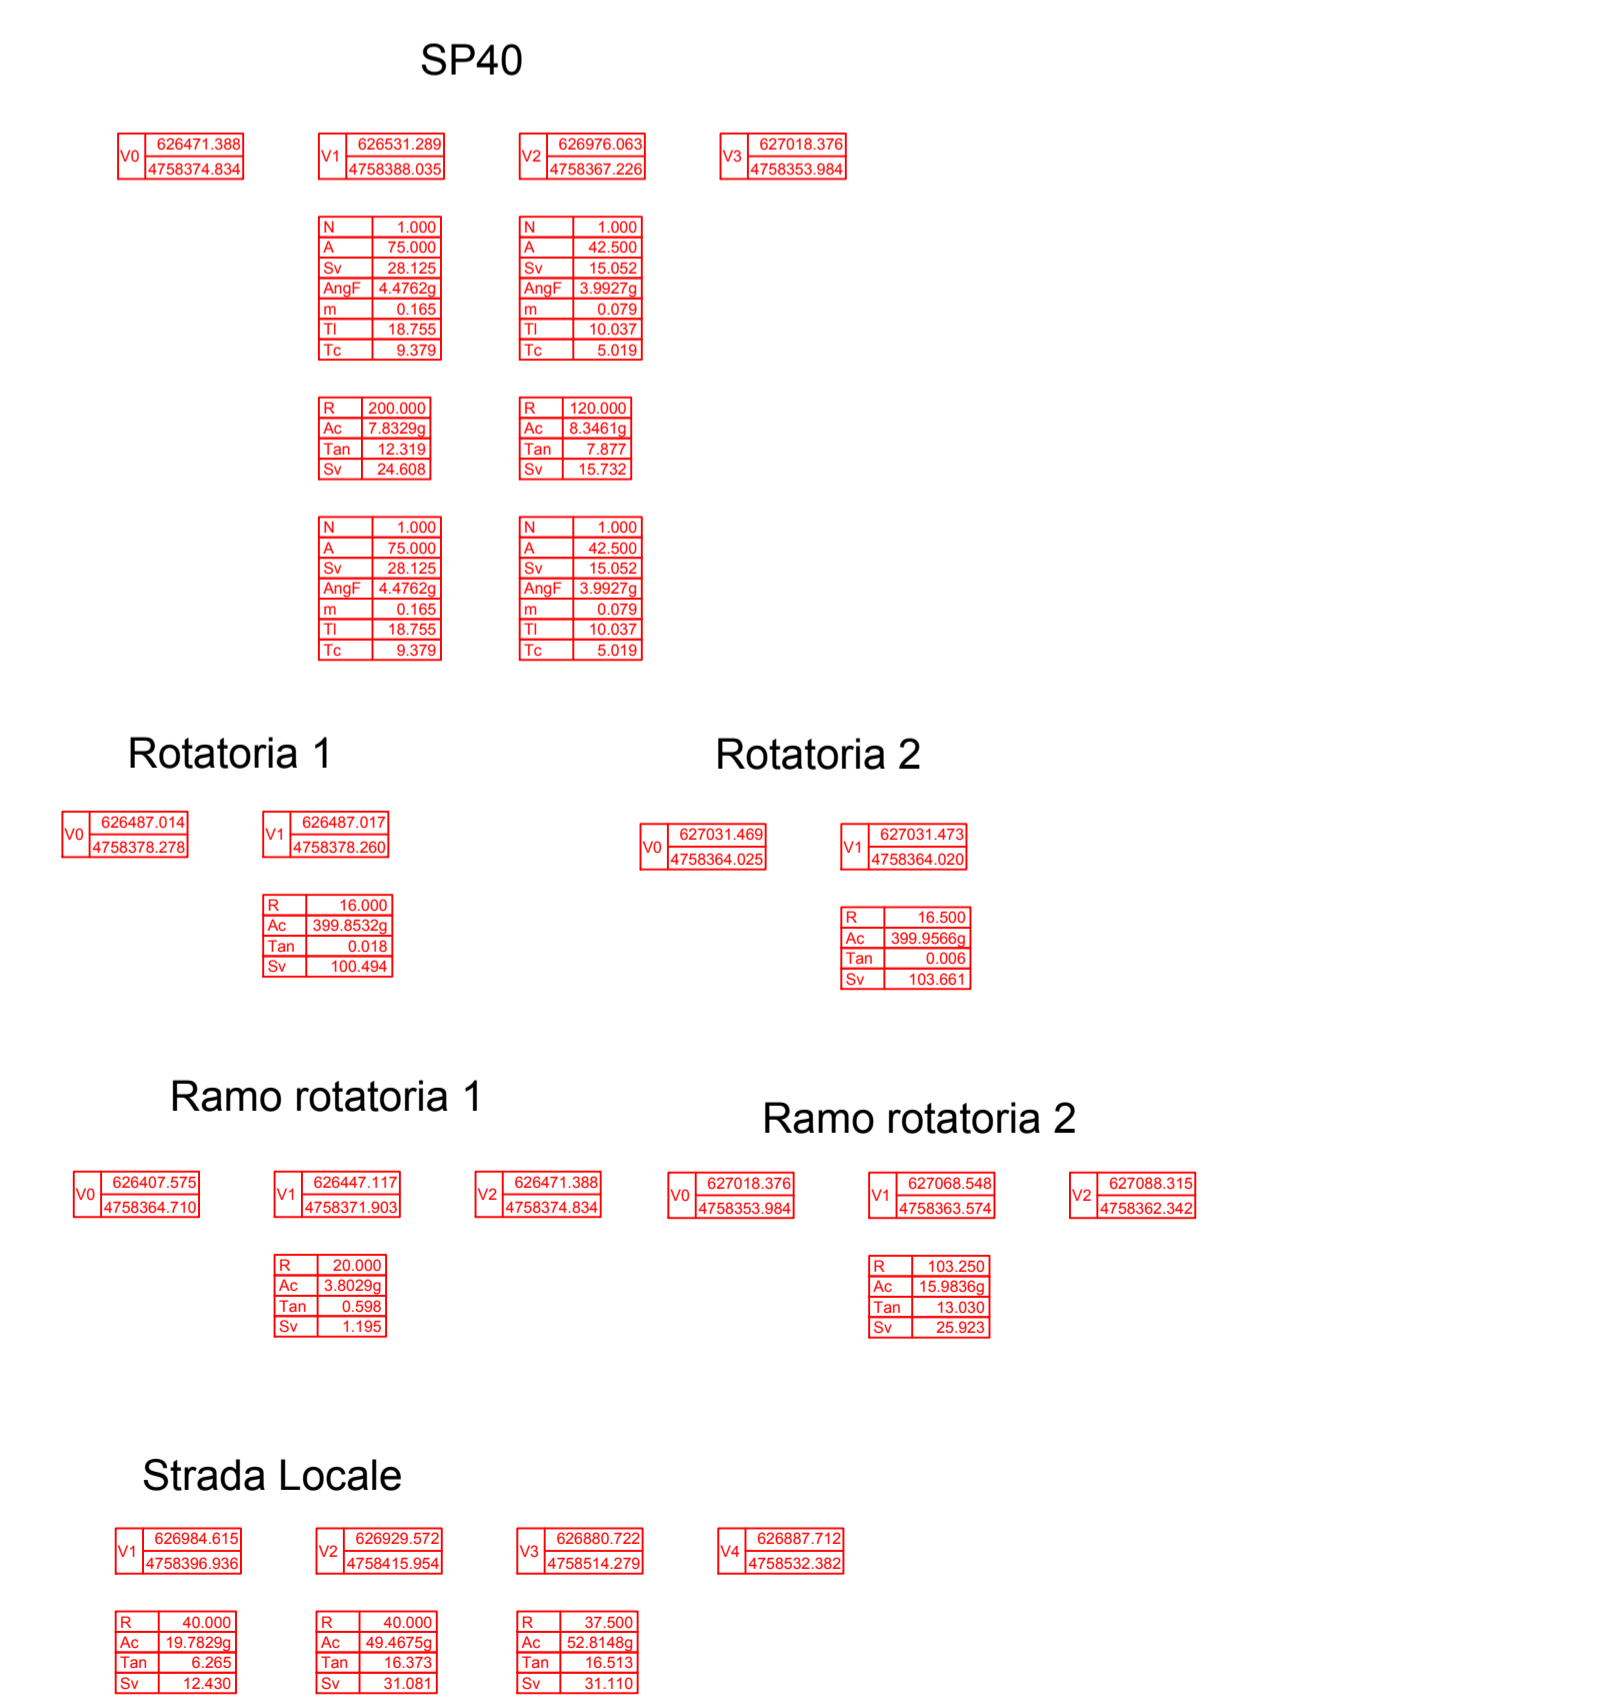 SP40
V0 626471.388 4758374.834
V1 626531.289 4758388.035
V2 626976.063 4758367.226
V3 627018.376 4758353.984
N 1.000 N 1.000
A 75.000 A 42.500
Sv 28.125 Sv 15.052
AngF 4.4762g AngF 3.9927g
m 0.165 m 0.079
Tl 18.755 Tl 10.037
Tc 9.379 Tc 5.019
R 200.000 R 120.000
Ac 7.8329g Ac 8.3461g
Tan 12.319 Tan 7.877
Sv 24.608 Sv 15.732
N 1.000 N 1.000
A 75.000 A 42.500
Sv 28.125 Sv 15.052
AngF 4.4762g AngF 3.9927g
m 0.165 m 0.079
Tl 18.755 Tl 10.037
Tc 9.379 Tc 5.019
Rotatoria 1
V0 626487.014 4758378.278
V1 626487.017 4758378.260
R 16.000
Ac 399.8532g
Tan 0.018
Sv 100.494
Rotatoria 2
V0 627031.469 4758364.025
V1 627031.473 4758364.020
R 16.500
Ac 399.9566g
Tan 0.006
Sv 103.661
Ramo rotatoria 1
V0 626407.575 4758364.710
V1 626447.117 4758371.903
V2 626471.388 4758374.834
R 20.000
Ac 3.8029g
Tan 0.598
Sv 1.195
Ramo rotatoria 2
V0 627018.376 4758353.984
V1 627068.548 4758363.574
V2 627088.315 4758362.342
R 103.250
Ac 15.9836g
Tan 13.030
Sv 25.923
Strada Locale
V1 626984.615 4758396.936
V2 626929.572 4758415.954
V3 626880.722 4758514.279
V4 626887.712 4758532.382
R 40.000 R 40.000 R 37.500
Ac 19.7829g Ac 49.4675g Ac 52.8148g
Tan 6.265 Tan 16.373 Tan 16.513
Sv 12.430 Sv 31.081 Sv 31.110